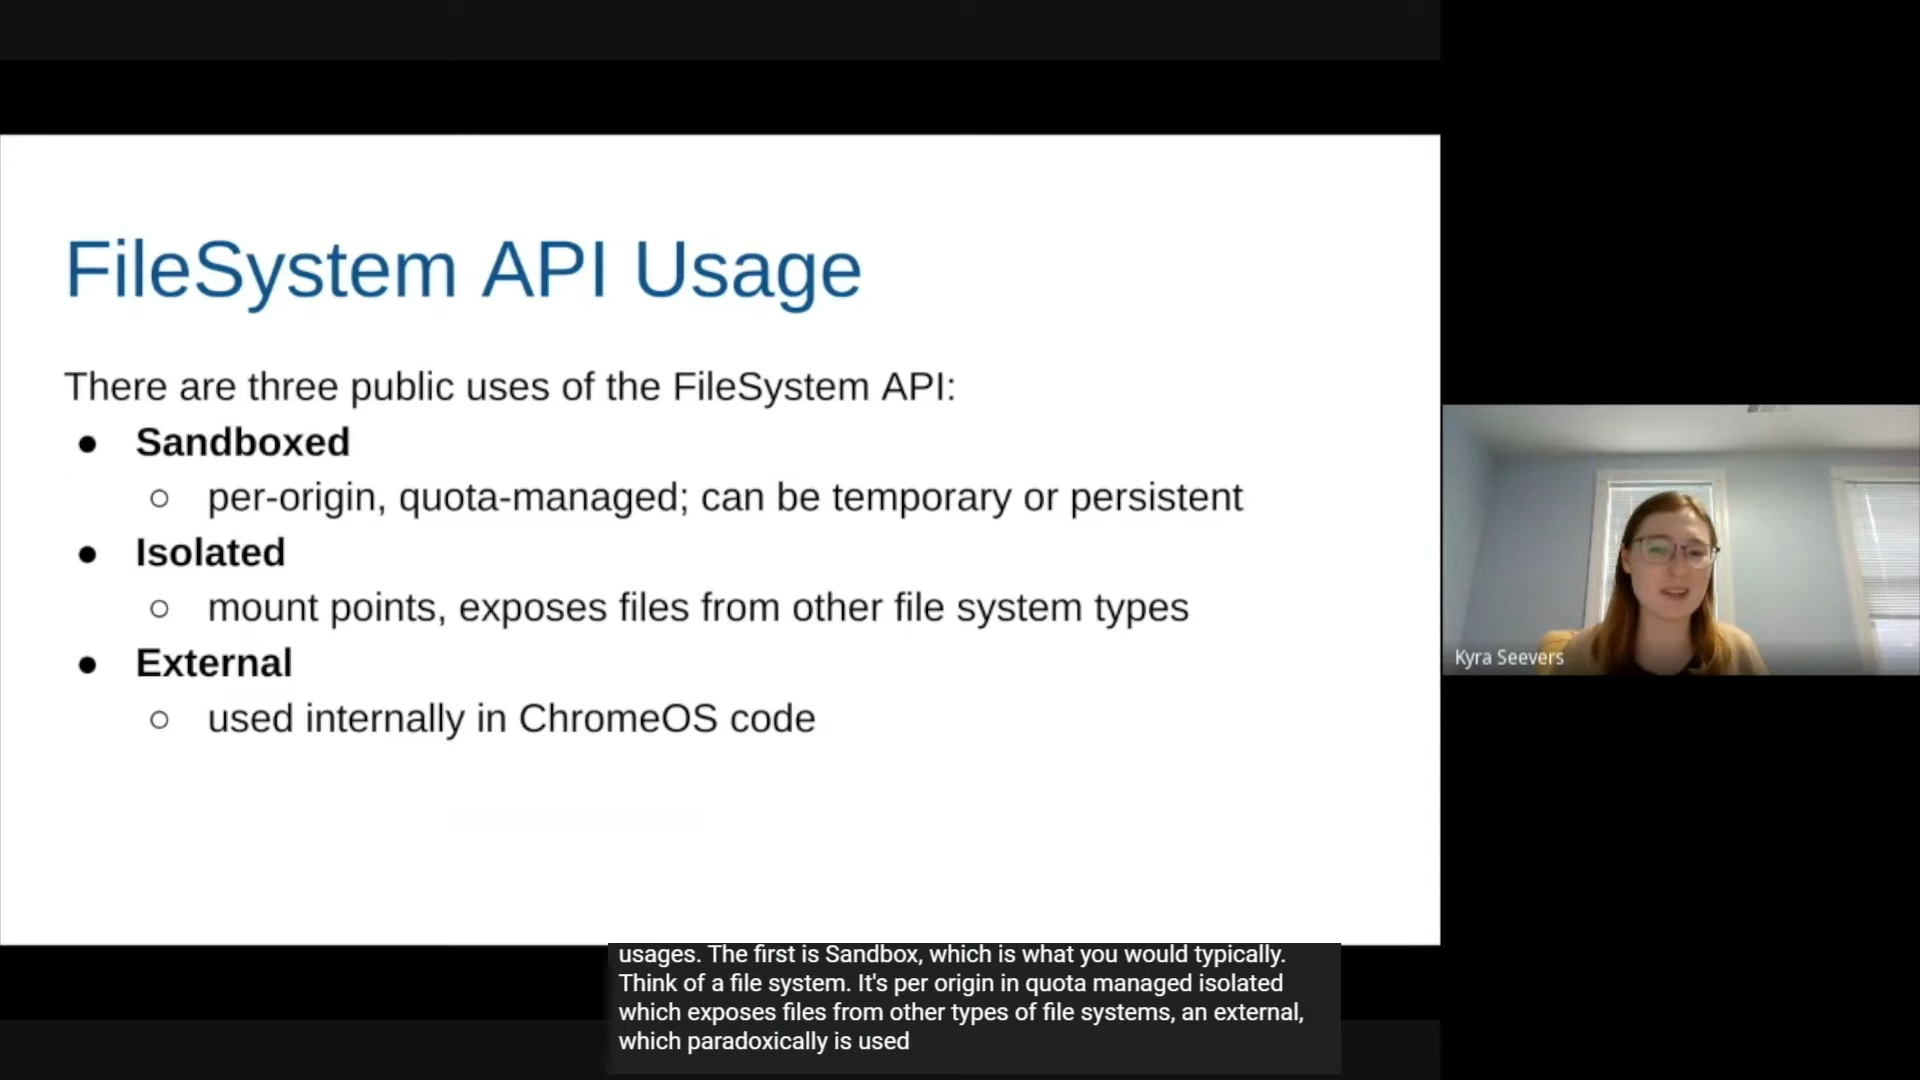 FileSystem API Usage
There are three public uses of the FileSystem API:
● Sandboxed
○ per-origin, quota-managed; can be temporary or persistent
● Isolated
○ mount points, exposes files from other file system types
● External
○ used internally in ChromeOS code
Kyra Seevers
usages. The first is Sandbox, which is what you would typically.
Think of a file system. It's per origin in quota managed isolated
which exposes files from other types of file systems, an external,
which paradoxically is used